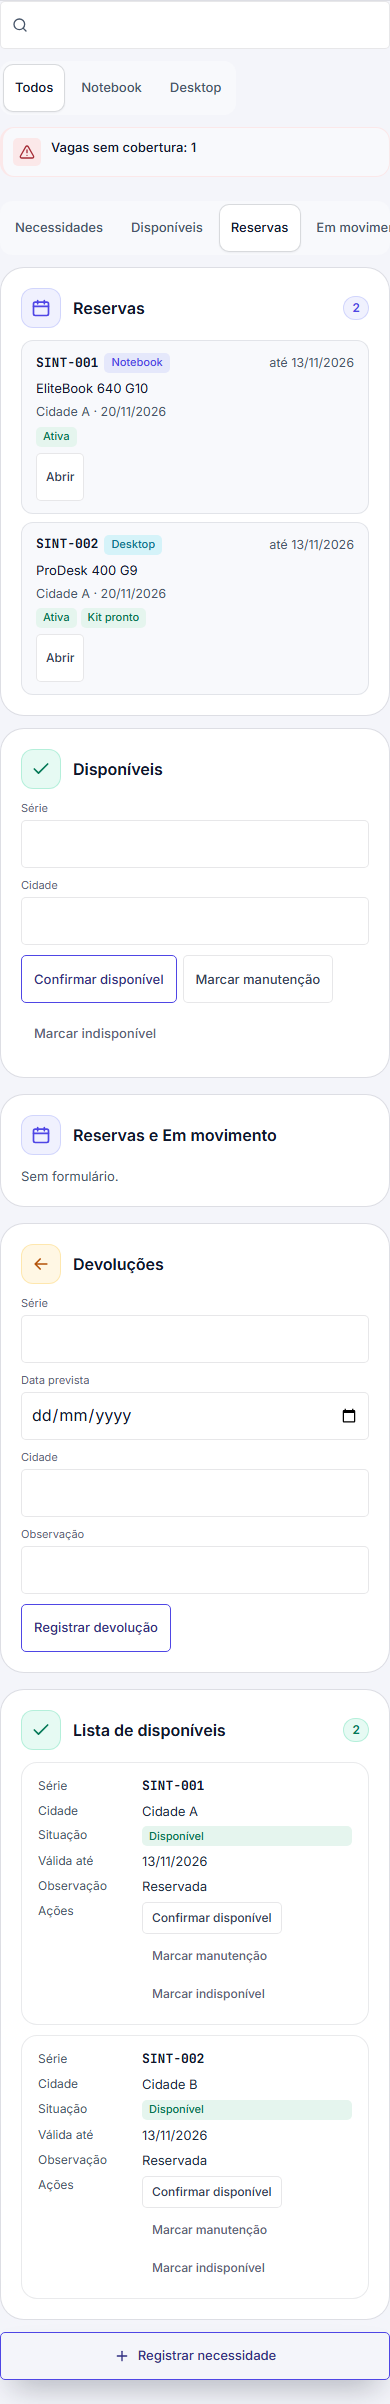 Todos Notebook Desktop
Vagas sem cobertura: 1
Necessidades Disponíveis Reservas Em movime
Reservas 2
SINT-001 Notebook até 13/11/2026
EliteBook 640 G10
Cidade A · 20/11/2026
Ativa
Abrir
SINT-002 Desktop até 13/11/2026
ProDesk 400 G9
Cidade A · 20/11/2026
Ativa Kit pronto
Abrir
Disponíveis
Série
Cidade
Confirmar disponível Marcar manutenção
Marcar indisponível
Reservas e Em movimento
Sem formulário.
Devoluções
Série
Data prevista
dd/mm/yyyy
Cidade
Observação
Registrar devolução
Lista de disponíveis 2
Série SINT-001
Cidade Cidade A
Situação Disponível
Válida até 13/11/2026
Observação Reservada
Ações Confirmar disponível
Marcar manutenção
Marcar indisponível
Série SINT-002
Cidade Cidade B
Situação Disponível
Válida até 13/11/2026
Observação Reservada
Ações Confirmar disponível
Marcar manutenção
Marcar indisponível
+ Registrar necessidade